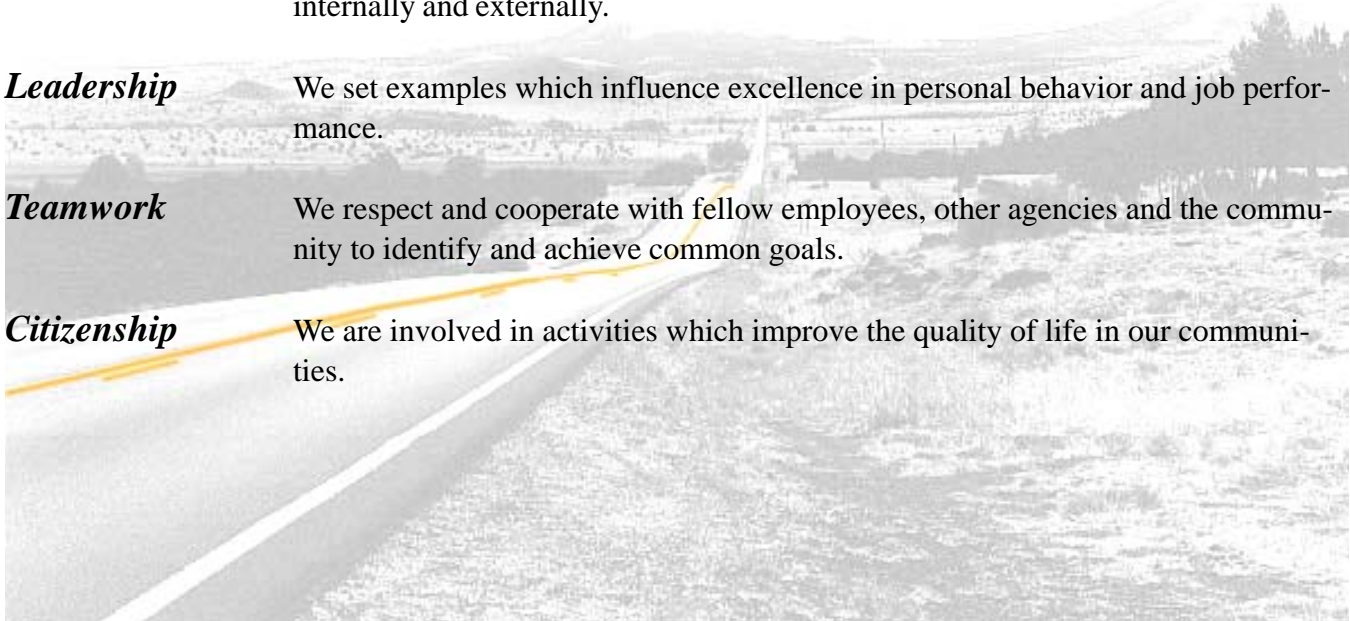 internally and externally.
Leadership We set examples which influence excellence in personal behavior and job perfor-
mance.
Teamwork We respect and cooperate with fellow employees, other agencies and the commu-
nity to identify and achieve common goals.
Citizenship We are involved in activities which improve the quality of life in our communi-
ties.